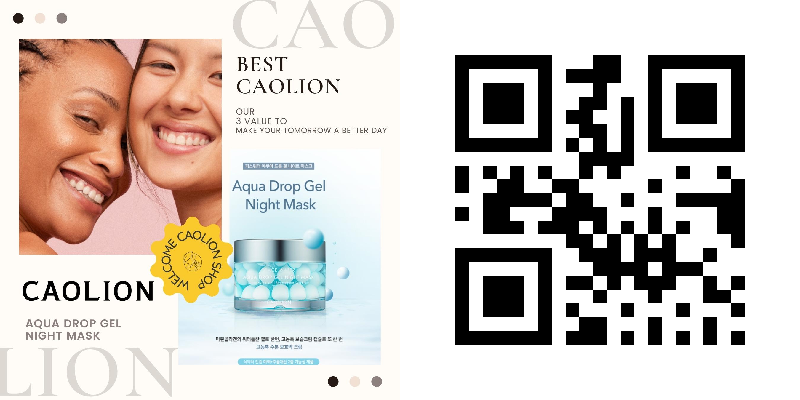 CAO
BEST
CAOLION
OUR
3 VALUE TO
MAKE YOUR TOMORROW A BETTER DAY
Aqua Drop Gel
Night Mask
WELCOME CAOLION SHOP
CAOLION
AQUA DROP GEL
NIGHT MASK
LION